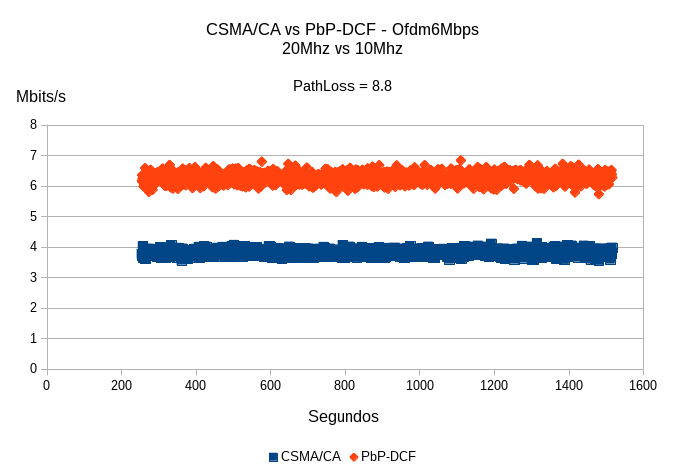 CSMA/CA vs PbP-DCF - Ofdm6Mbps
20Mhz vs 10Mhz
PathLoss = 8.8
Mbits/s
8
7
6
5
4
3
2
1
0
0 200 400 600 800 1000 1200 1400 1600
Segundos
CSMA/CA PbP-DCF